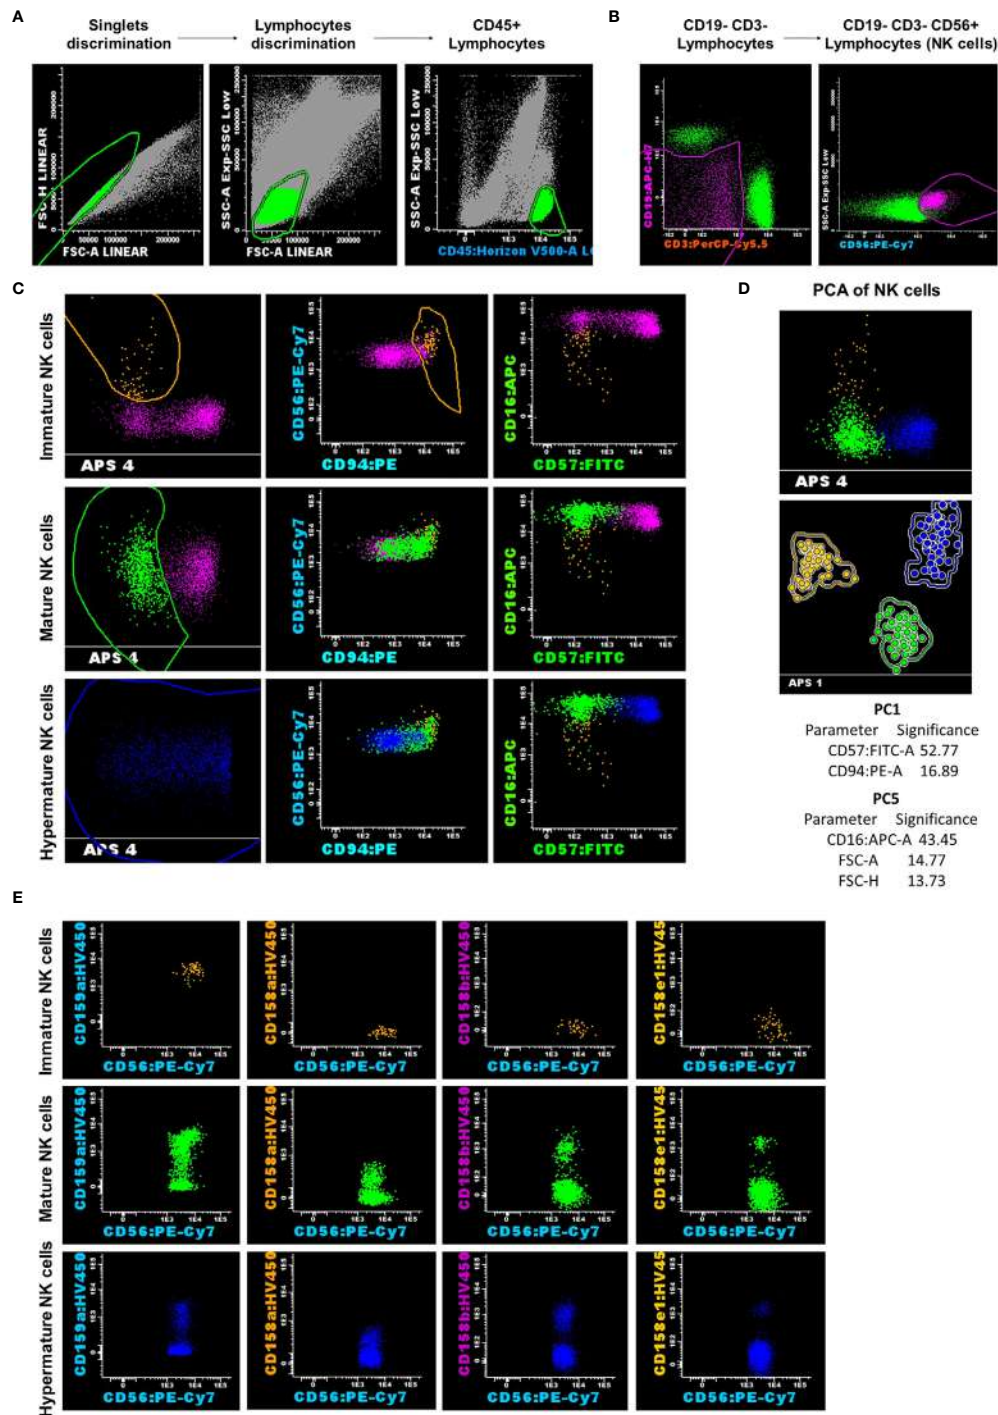 A
Singlets discrimination
Lymphocytes discrimination
CD45+ Lymphocytes
FSC-H LINEAR
FSC-A LINEAR
SSC-A Exp-SSC Low
FSC-A LINEAR
SSC-A Exp-SSC Low
CD45:Horizon V500-A L
B
CD19- CD3- Lymphocytes
CD19- CD3- CD56+ Lymphocytes (NK cells)
CD19:APC-H7
CD3:PerCP-Cy5.5
SSC-A Exp-SSC Low
CD56:PE-Cy7
C
Immature NK cells
APS 4
CD56:PE-Cy7
CD94:PE
CD16:APC
CD57:FITC
Mature NK cells
APS 4
CD56:PE-Cy7
CD94:PE
CD16:APC
CD57:FITC
Hypermature NK cells
APS 4
CD56:PE-Cy7
CD94:PE
CD16:APC
CD57:FITC
D
PCA of NK cells
APS 4
APS 1
PC1
Parameter Significance
CD57:FITC-A 52.77
CD94:PE-A 16.89
PC5
Parameter Significance
CD16:APC-A 43.45
FSC-A 14.77
FSC-H 13.73
E
Immature NK cells
CD159a:HV450
CD56:PE-Cy7
CD158a:HV450
CD56:PE-Cy7
CD158b:HV450
CD56:PE-Cy7
CD158e1:HV45
CD56:PE-Cy7
Mature NK cells
CD159a:HV450
CD56:PE-Cy7
CD158a:HV450
CD56:PE-Cy7
CD158b:HV450
CD56:PE-Cy7
CD158e1:HV45
CD56:PE-Cy7
Hypermature NK cells
CD159a:HV450
CD56:PE-Cy7
CD158a:HV450
CD56:PE-Cy7
CD158b:HV450
CD56:PE-Cy7
CD158e1:HV45
CD56:PE-Cy7